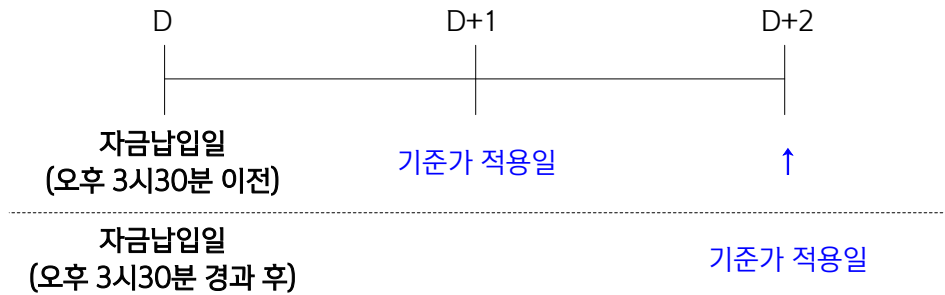 D D+1 D+2
자금납입일
(오후 3시30분 이전)
기준가 적용일
↑
자금납입일
(오후 3시30분 경과 후)
기준가 적용일